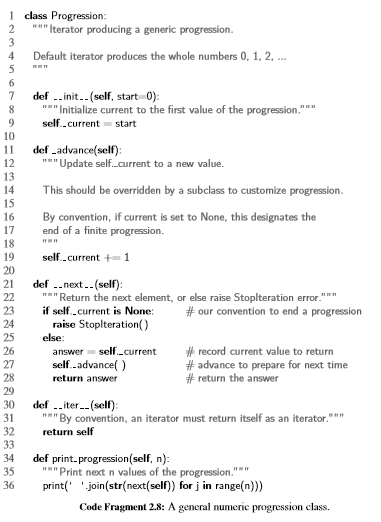 1 class Progression:
2 """Iterator producing a generic progression.
3
4 Default iterator produces the whole numbers 0, 1, 2, ...
5 """
6
7 def __init__(self, start=0):
8 """Initialize current to the first value of the progression."""
9 self._current = start
10
11 def _advance(self):
12 """Update self._current to a new value.
13
14 This should be overridden by a subclass to customize progression.
15
16 By convention, if current is set to None, this designates the
17 end of a finite progression.
18 """
19 self._current += 1
20
21 def __next__(self):
22 """Return the next element, or else raise StopIteration error."""
23 if self._current is None: # our convention to end a progression
24 raise StopIteration( )
25 else:
26 answer = self._current # record current value to return
27 self._advance( ) # advance to prepare for next time
28 return answer # return the answer
29
30 def __iter__(self):
31 """By convention, an iterator must return itself as an iterator."""
32 return self
33
34 def print_progression(self, n):
35 """Print next n values of the progression."""
36 print(' '.join(str(next(self)) for j in range(n)))
Code Fragment 2.8: A general numeric progression class.